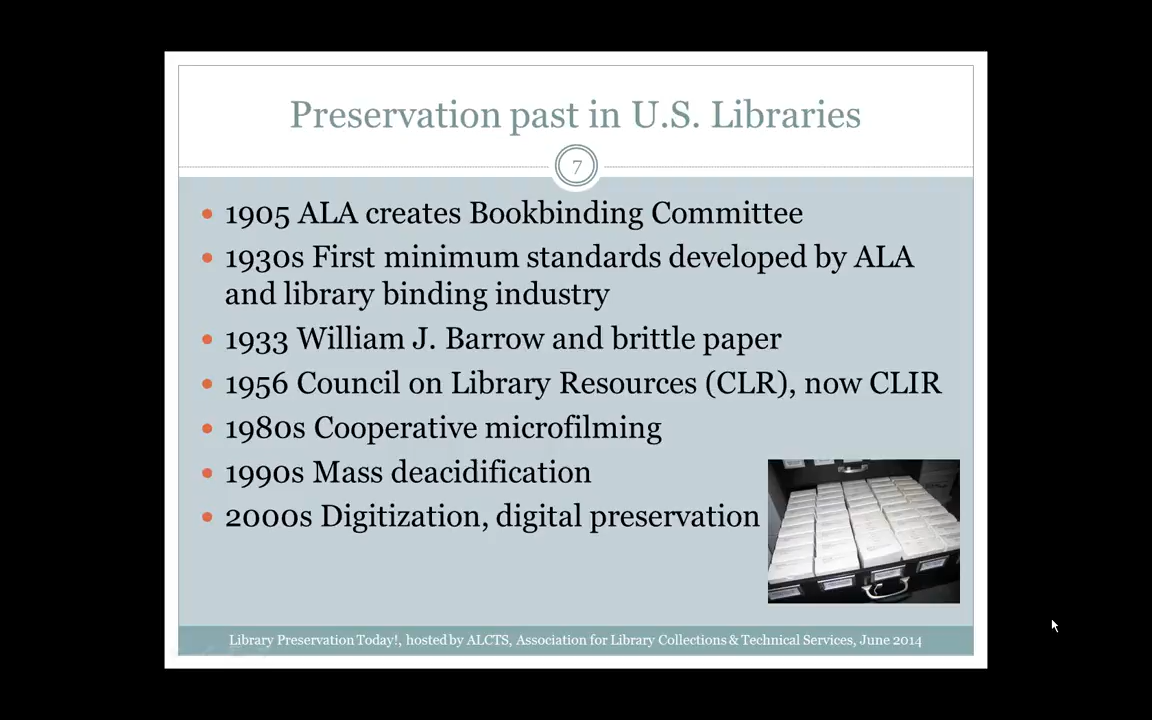 Preservation past in U.S. Libraries
7
• 1905 ALA creates Bookbinding Committee
• 1930s First minimum standards developed by ALA
and library binding industry
• 1933 William J. Barrow and brittle paper
• 1956 Council on Library Resources (CLR), now CLIR
• 1980s Cooperative microfilming
• 1990s Mass deacidification
• 2000s Digitization, digital preservation
Library Preservation Today!, hosted by ALCTS, Association for Library Collections & Technical Services, June 2014